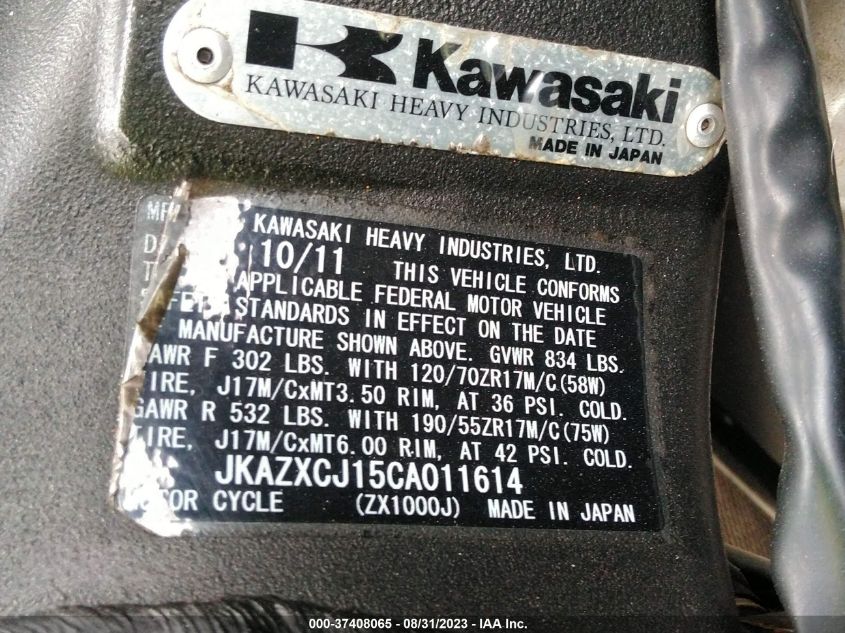 Kawasaki
KAWASAKI HEAVY INDUSTRIES, LTD.
MADE IN JAPAN
KAWASAKI HEAVY INDUSTRIES, LTD.
10/11 THIS VEHICLE CONFORMS
APPLICABLE FEDERAL MOTOR VEHICLE
STANDARDS IN EFFECT ON THE DATE
MANUFACTURE SHOWN ABOVE. GVWR 834 LBS.
GAWR F 302 LBS. WITH 120/70ZR17M/C(58W)
TIRE, J17M/CxMT3.50 RIM, AT 36 PSI. COLD.
GAWR R 532 LBS. WITH 190/55ZR17M/C(75W)
TIRE, J17M/CxMT6.00 RIM, AT 42 PSI. COLD.
JKAZXCJ15CA011614
CYCLE (ZX1000J) MADE IN JAPAN
000-37408065 - 08/31/2023 - IAA Inc.